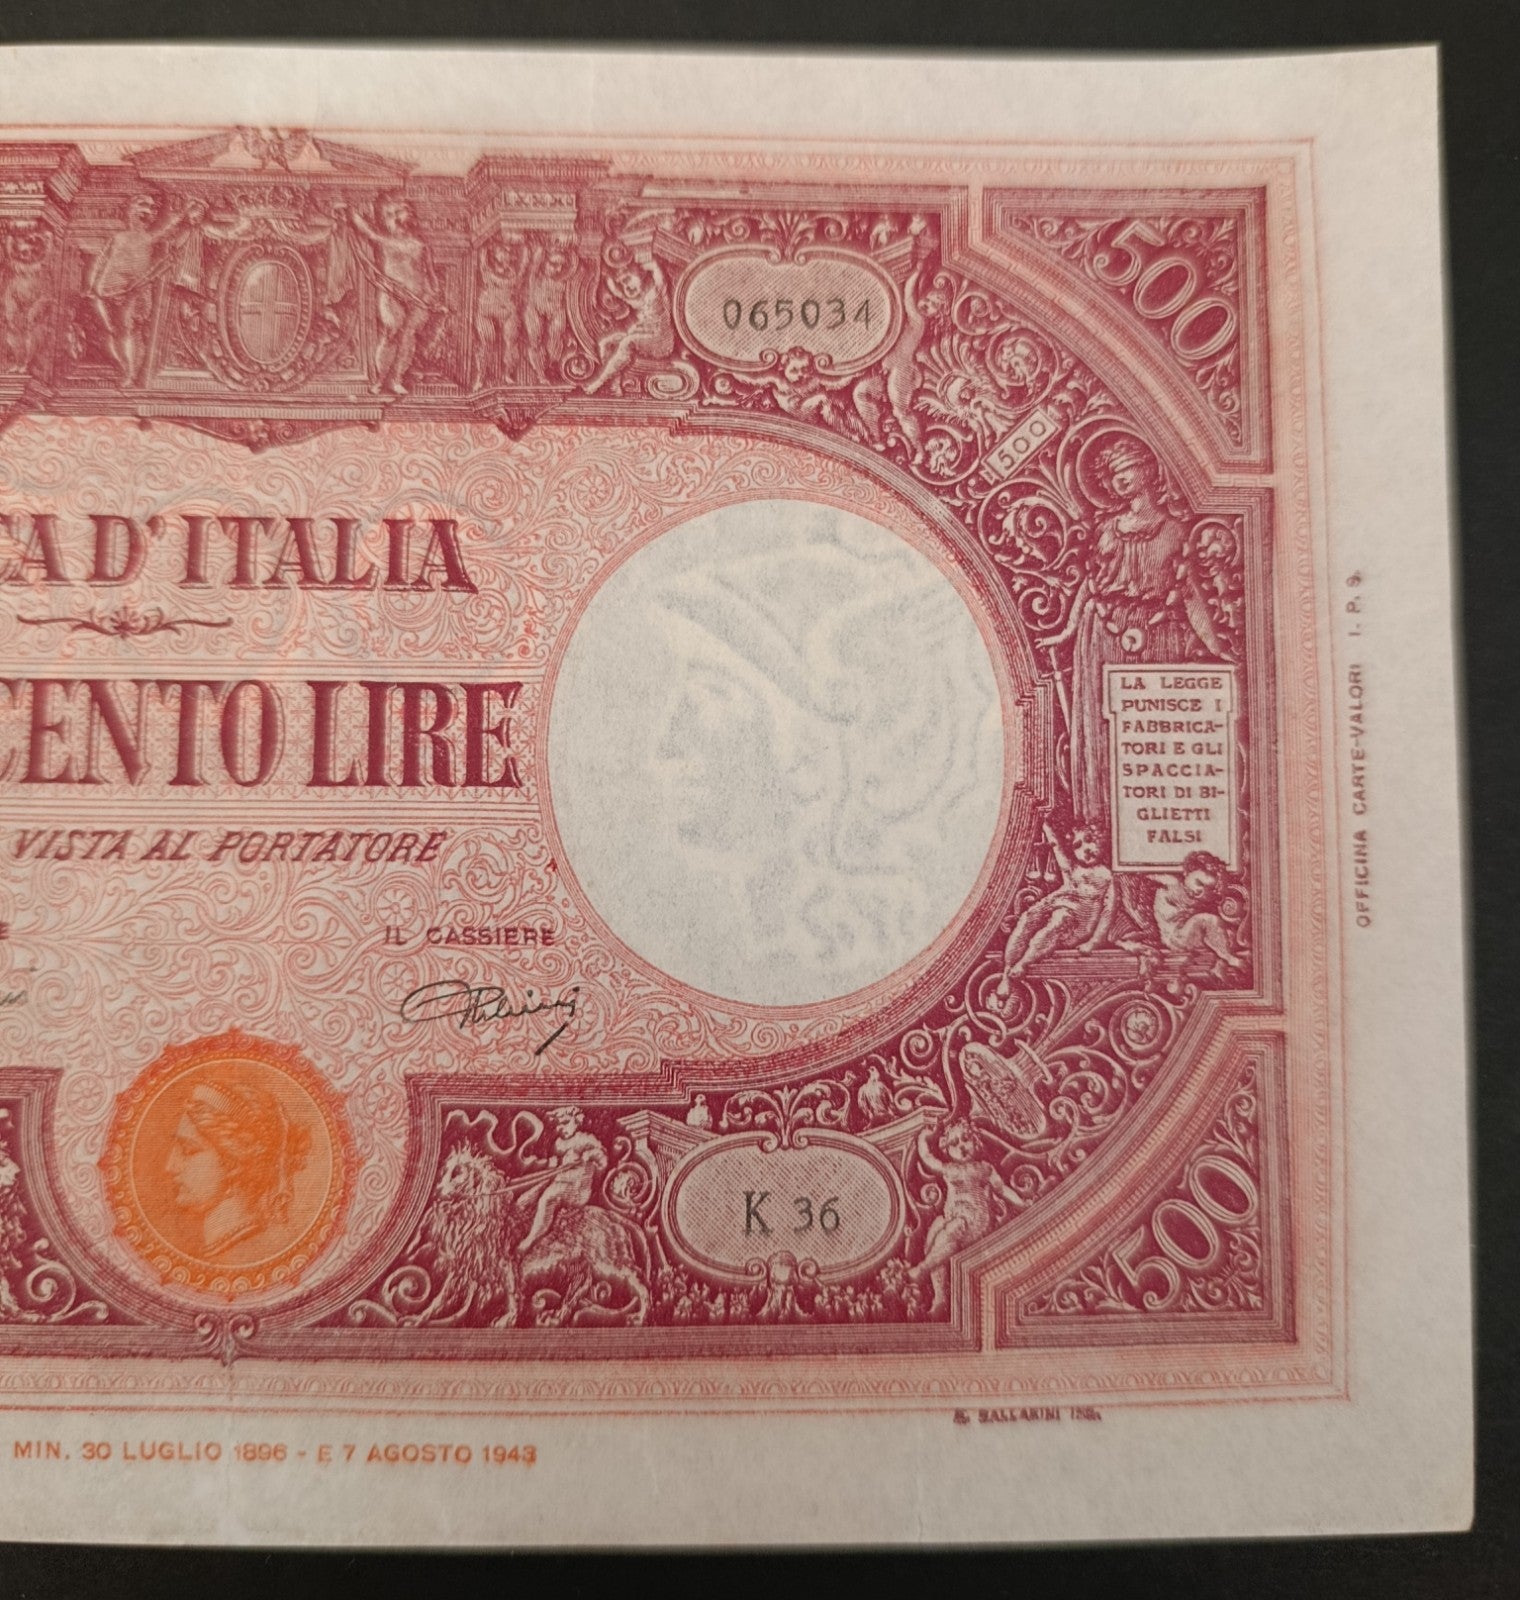 065034
500
500
CA D'ITALIA
CENTO LIRE
VISTA AL PORTATORE
LA LEGGE
PUNISCE I
FABBRICA-
TORI E GLI
SPACCIA-
TORI DI BI-
GLIETTI
FALSI
OFFICINA CARTE-VALORI I. P. S.
IL CASSIERE
K 36
500
MIN. 30 LUGLIO 1896 - E 7 AGOSTO 1943